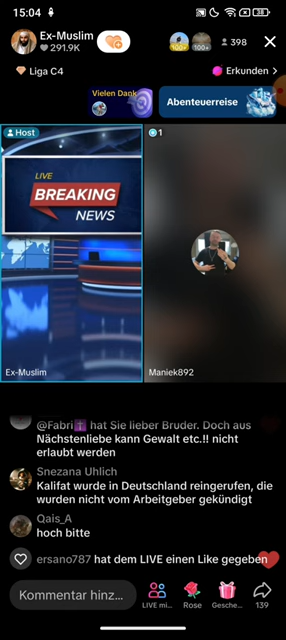 15:04
38
Ex-Muslim
291.9K
100+
100+
398
Liga C4
Erkunden >
Vielen Dank
Abenteuerreise
Host
1
LIVE
BREAKING
NEWS
Ex-Muslim
Maniek892
@Fabri✝️ hat Sie lieber Bruder. Doch aus
Nächstenliebe kann Gewalt etc.!! nicht
erlaubt werden
Snezana Uhlich
Kalifat wurde in Deutschland reingerufen, die
wurden nicht vom Arbeitgeber gekündigt
Qais_A
hoch bitte
ersano787 hat dem LIVE einen Like gegeben
Kommentar hinz...
LIVE mi...
Rose
Gesche...
139